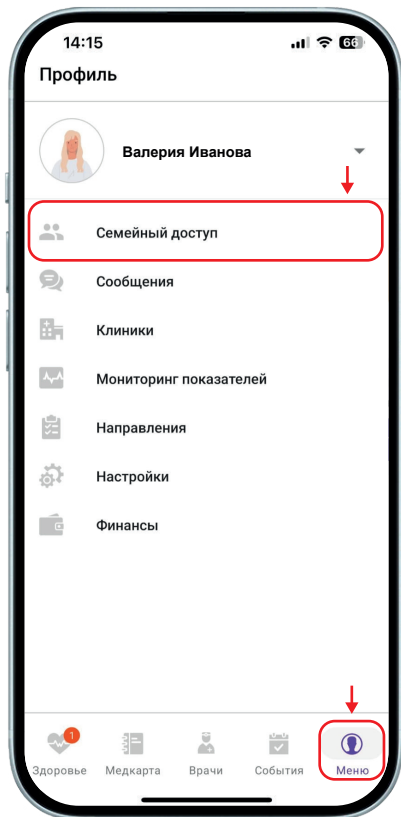 14:15
66
Профиль
Валерия Иванова
Семейный доступ
Сообщения
Клиники
Мониторинг показателей
Направления
Настройки
Финансы
1
Здоровье Медкарта Врачи События Меню